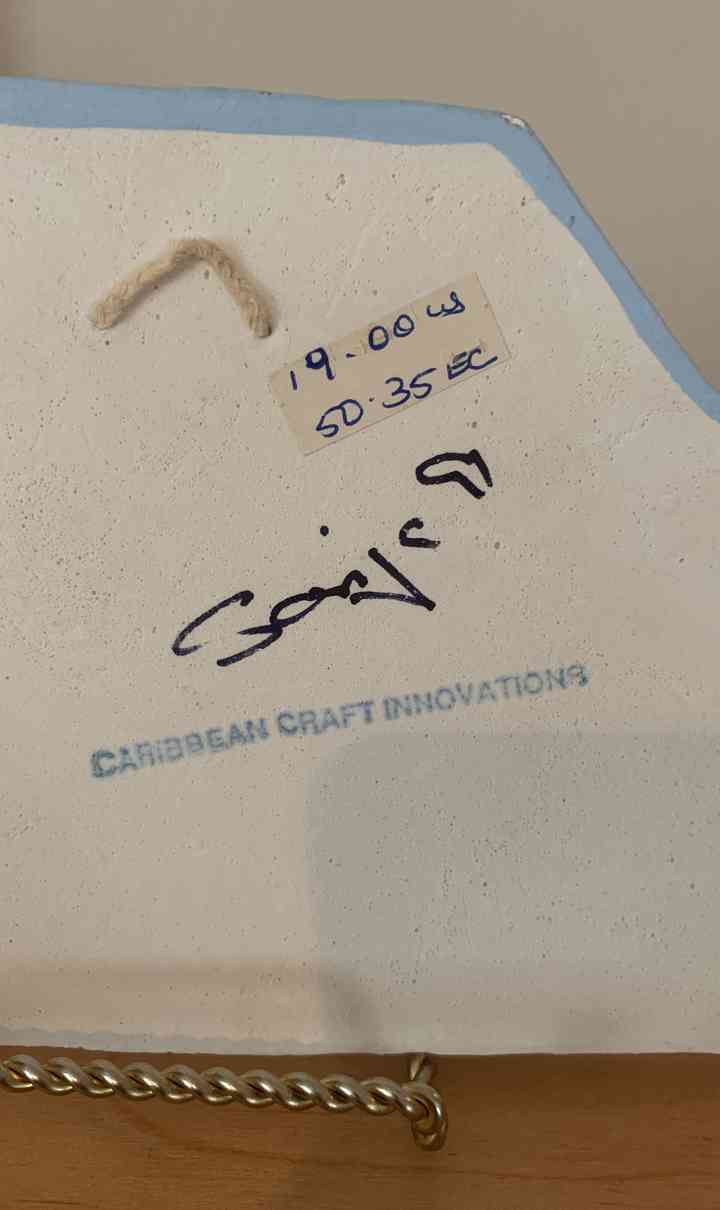 19.00 US
50.35 EC
CARIBBEAN CRAFT INNOVATIONS